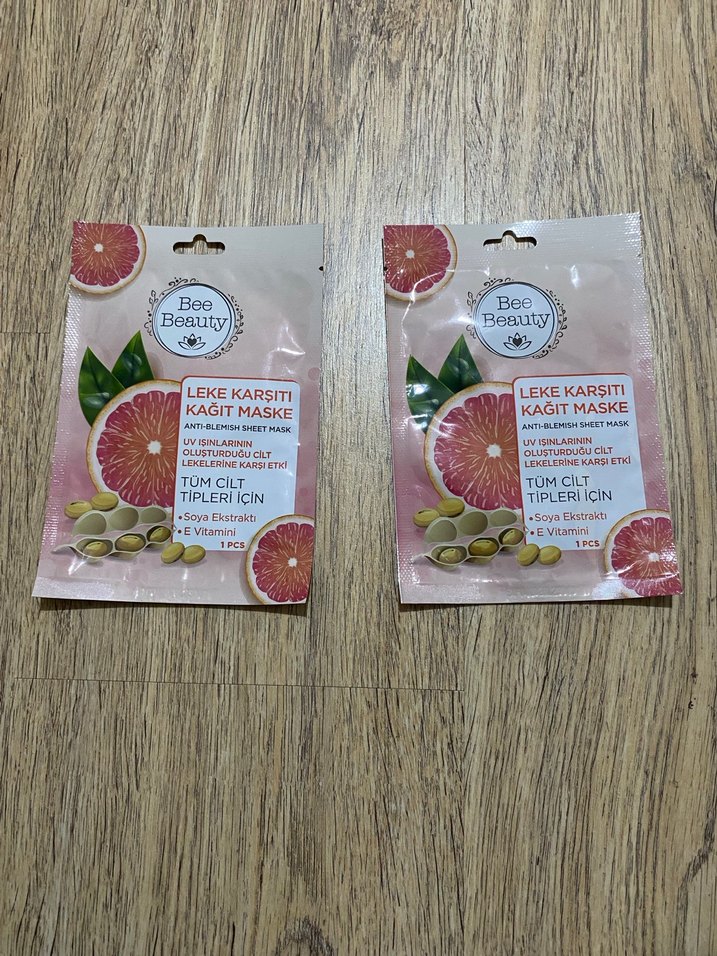 Bee
Beauty
LEKE KARŞITI
KAĞIT MASKE
ANTI-BLEMISH SHEET MASK
UV IŞINLARININ
OLUŞTURDUĞU CİLT
LEKELERİNE KARŞI ETKİ
TÜM CİLT
TİPLERİ İÇİN
• Soya Ekstraktı
• E Vitamini
1 PCS
Bee
Beauty
LEKE KARŞITI
KAĞIT MASKE
ANTI-BLEMISH SHEET MASK
UV IŞINLARININ
OLUŞTURDUĞU CİLT
LEKELERİNE KARŞI ETKİ
TÜM CİLT
TİPLERİ İÇİN
• Soya Ekstraktı
• E Vitamini
1 PCS